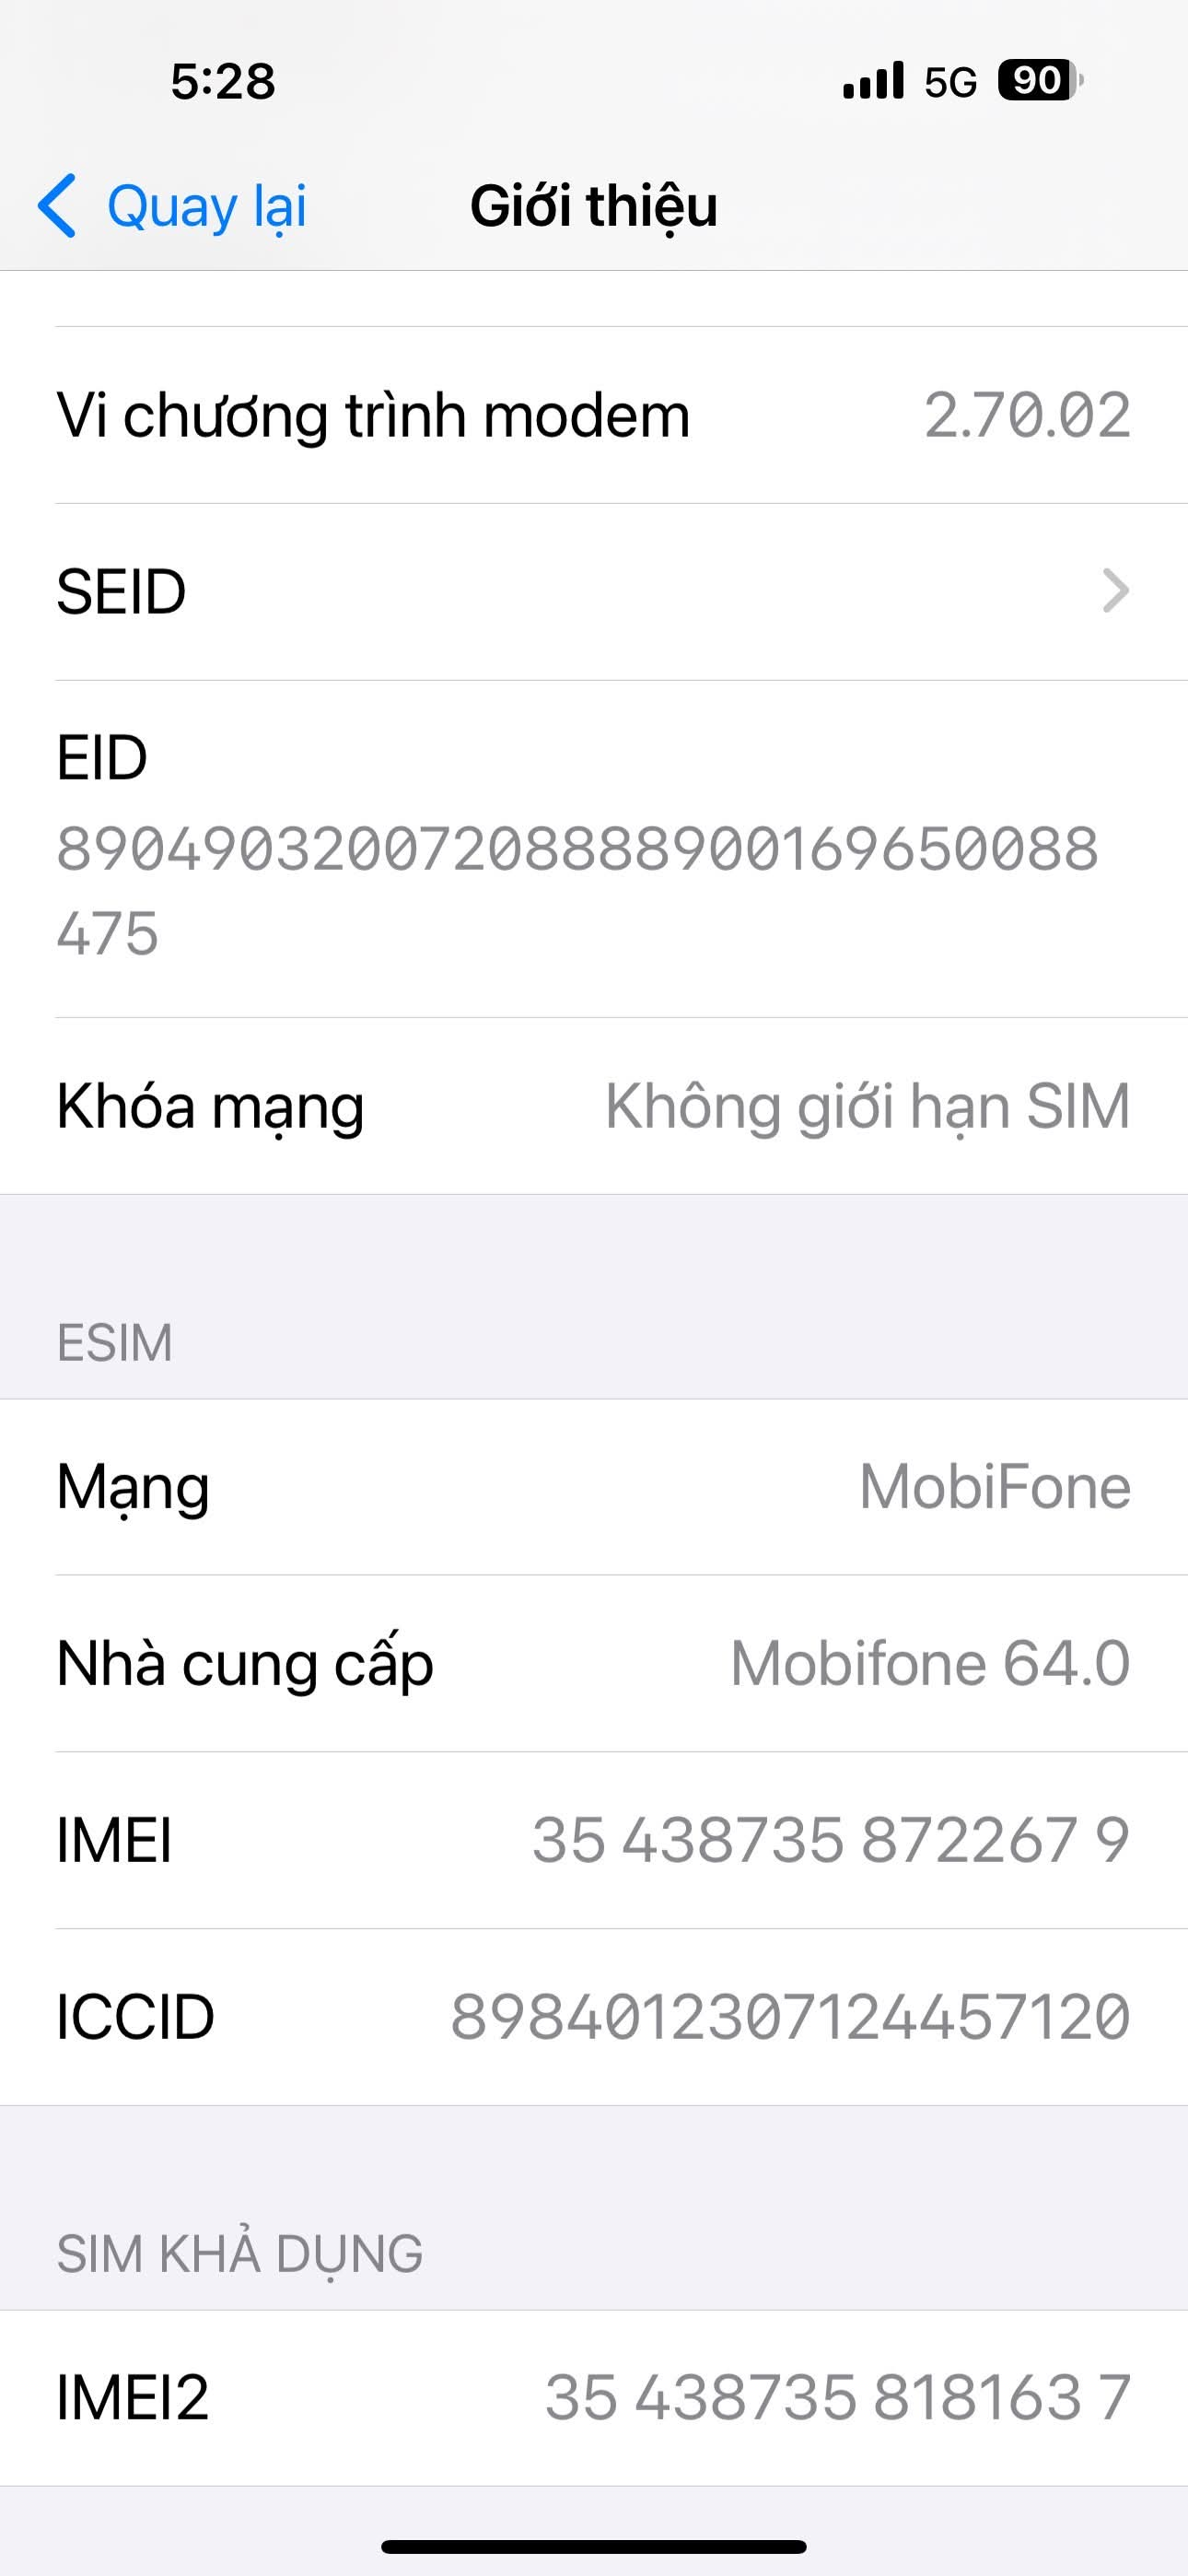 5:28 5G 90
Quay lại Giới thiệu
Vi chương trình modem 2.70.02
SEID
EID
89049032007208888900169650088
475
Khóa mạng Không giới hạn SIM
ESIM
Mạng MobiFone
Nhà cung cấp Mobifone 64.0
IMEI 35 438735 872267 9
ICCID 8984012307124457120
SIM KHẢ DỤNG
IMEI2 35 438735 818163 7